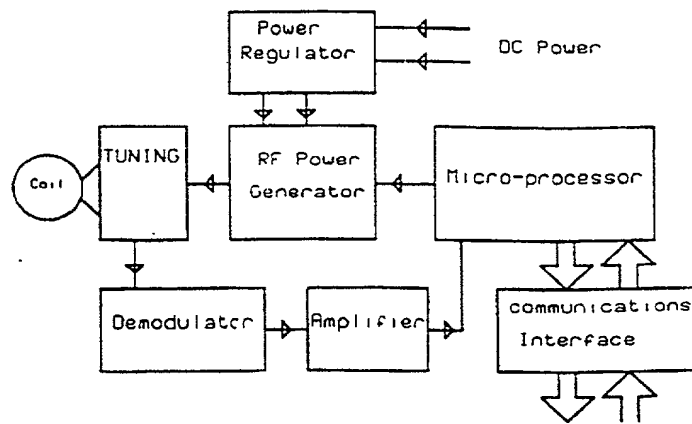 Power
Regulator
DC Power
TUNING
Coil
RF Power
Generator
Micro-processor
Demodulator
Amplifier
communications
Interface